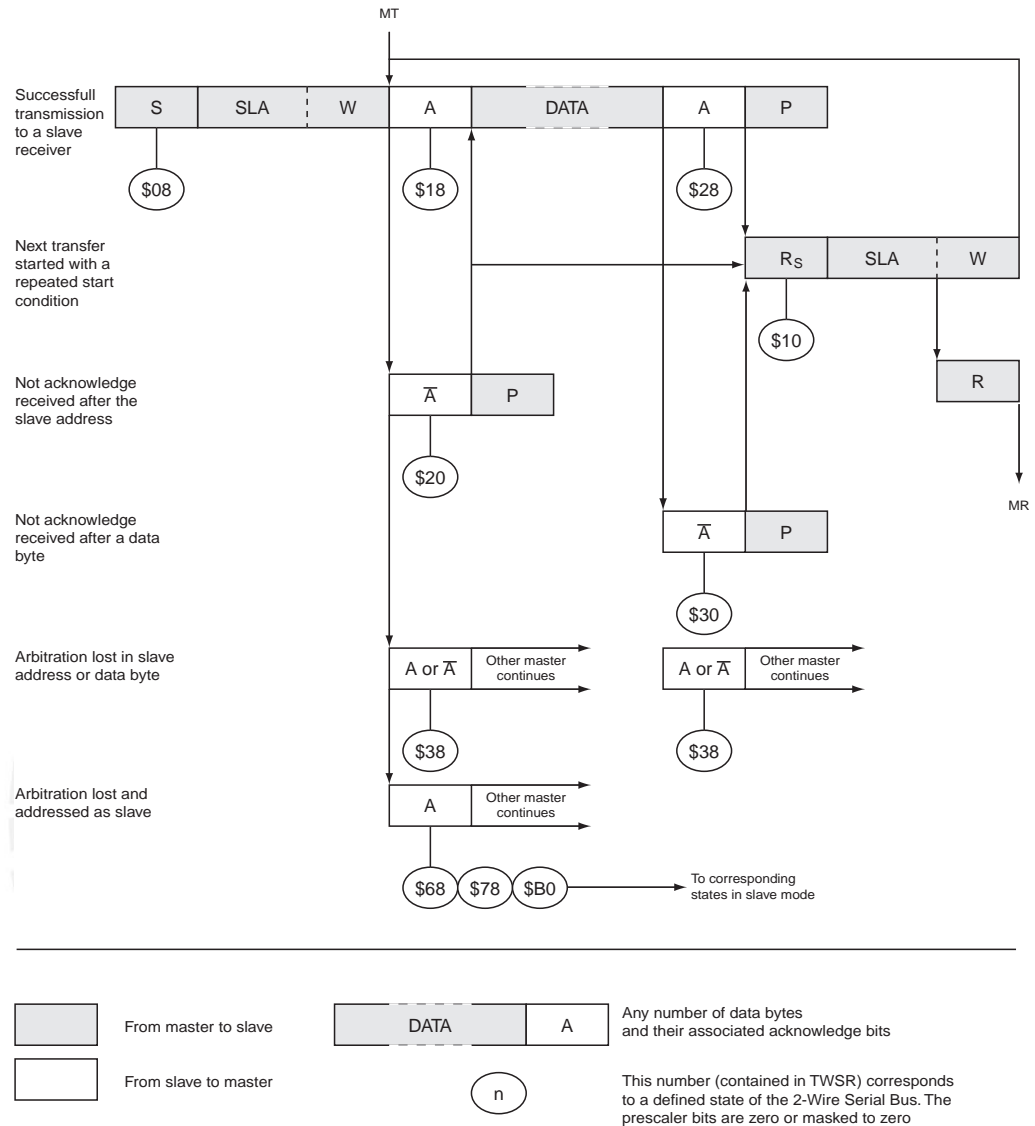 MT
Successfull
transmission
to a slave
receiver
S SLA W A DATA A P
$08 $18 $28
Next transfer
started with a
repeated start
condition
RS SLA W
$10
Not acknowledge
received after the
slave address
A̅ P
R
$20
MR
Not acknowledge
received after a data
byte
A̅ P
$30
Arbitration lost in slave
address or data byte
A or A̅ Other master
continues
A or A̅ Other master
continues
$38 $38
Arbitration lost and
addressed as slave
A Other master
continues
$68 $78 $B0
To corresponding
states in slave mode
From master to slave
DATA A
Any number of data bytes
and their associated acknowledge bits
From slave to master
n
This number (contained in TWSR) corresponds
to a defined state of the 2-Wire Serial Bus. The
prescaler bits are zero or masked to zero